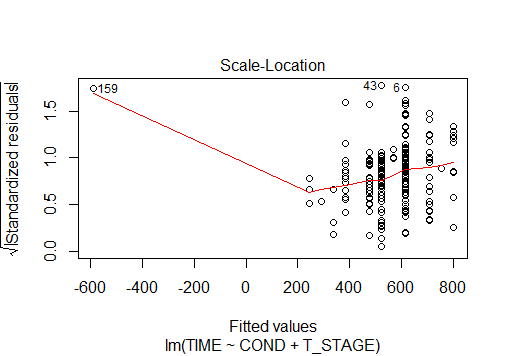 Scale-Location
√|Standardized residuals|
1.5
1.0
0.5
0.0
159
43
6
-600 -400 -200 0 200 400 600 800
Fitted values
lm(TIME ~ COND + T_STAGE)